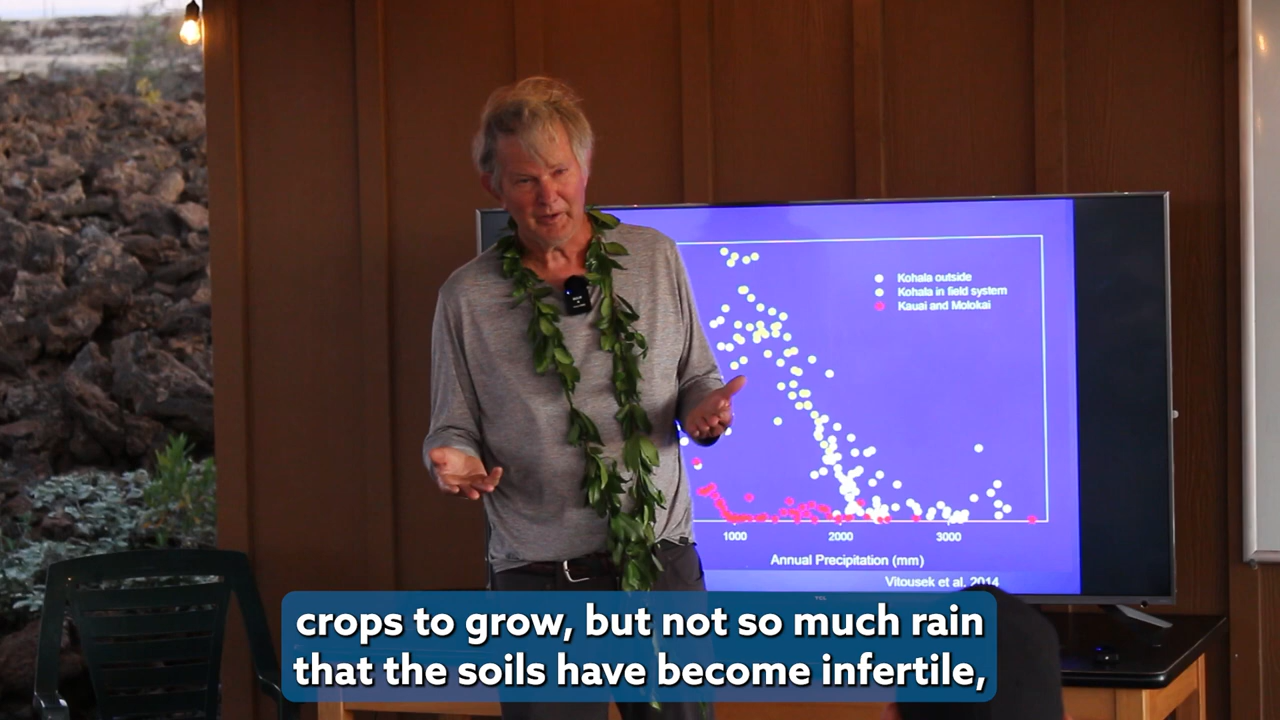 Kohala outside
Kohala in field system
Kauai and Molokai
1000 2000 3000
Annual Precipitation (mm)
Vitousek et al. 2014
TCL
crops to grow, but not so much rain
that the soils have become infertile,